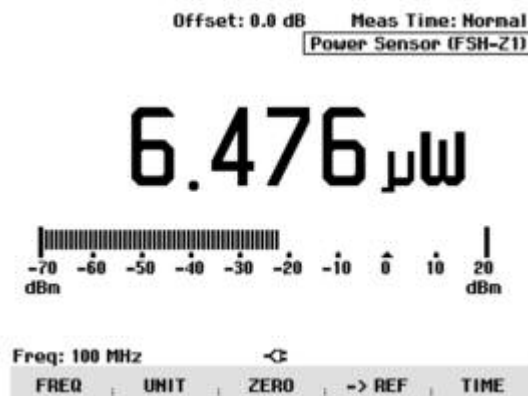 Offset: 0.0 dB Meas Time: Normal
Power Sensor (FSH-Z1)
6.476 µW
-70 -60 -50 -40 -30 -20 -10 0 10 20
dBm dBm
Freq: 100 MHz
FREQ UNIT ZERO -> REF TIME